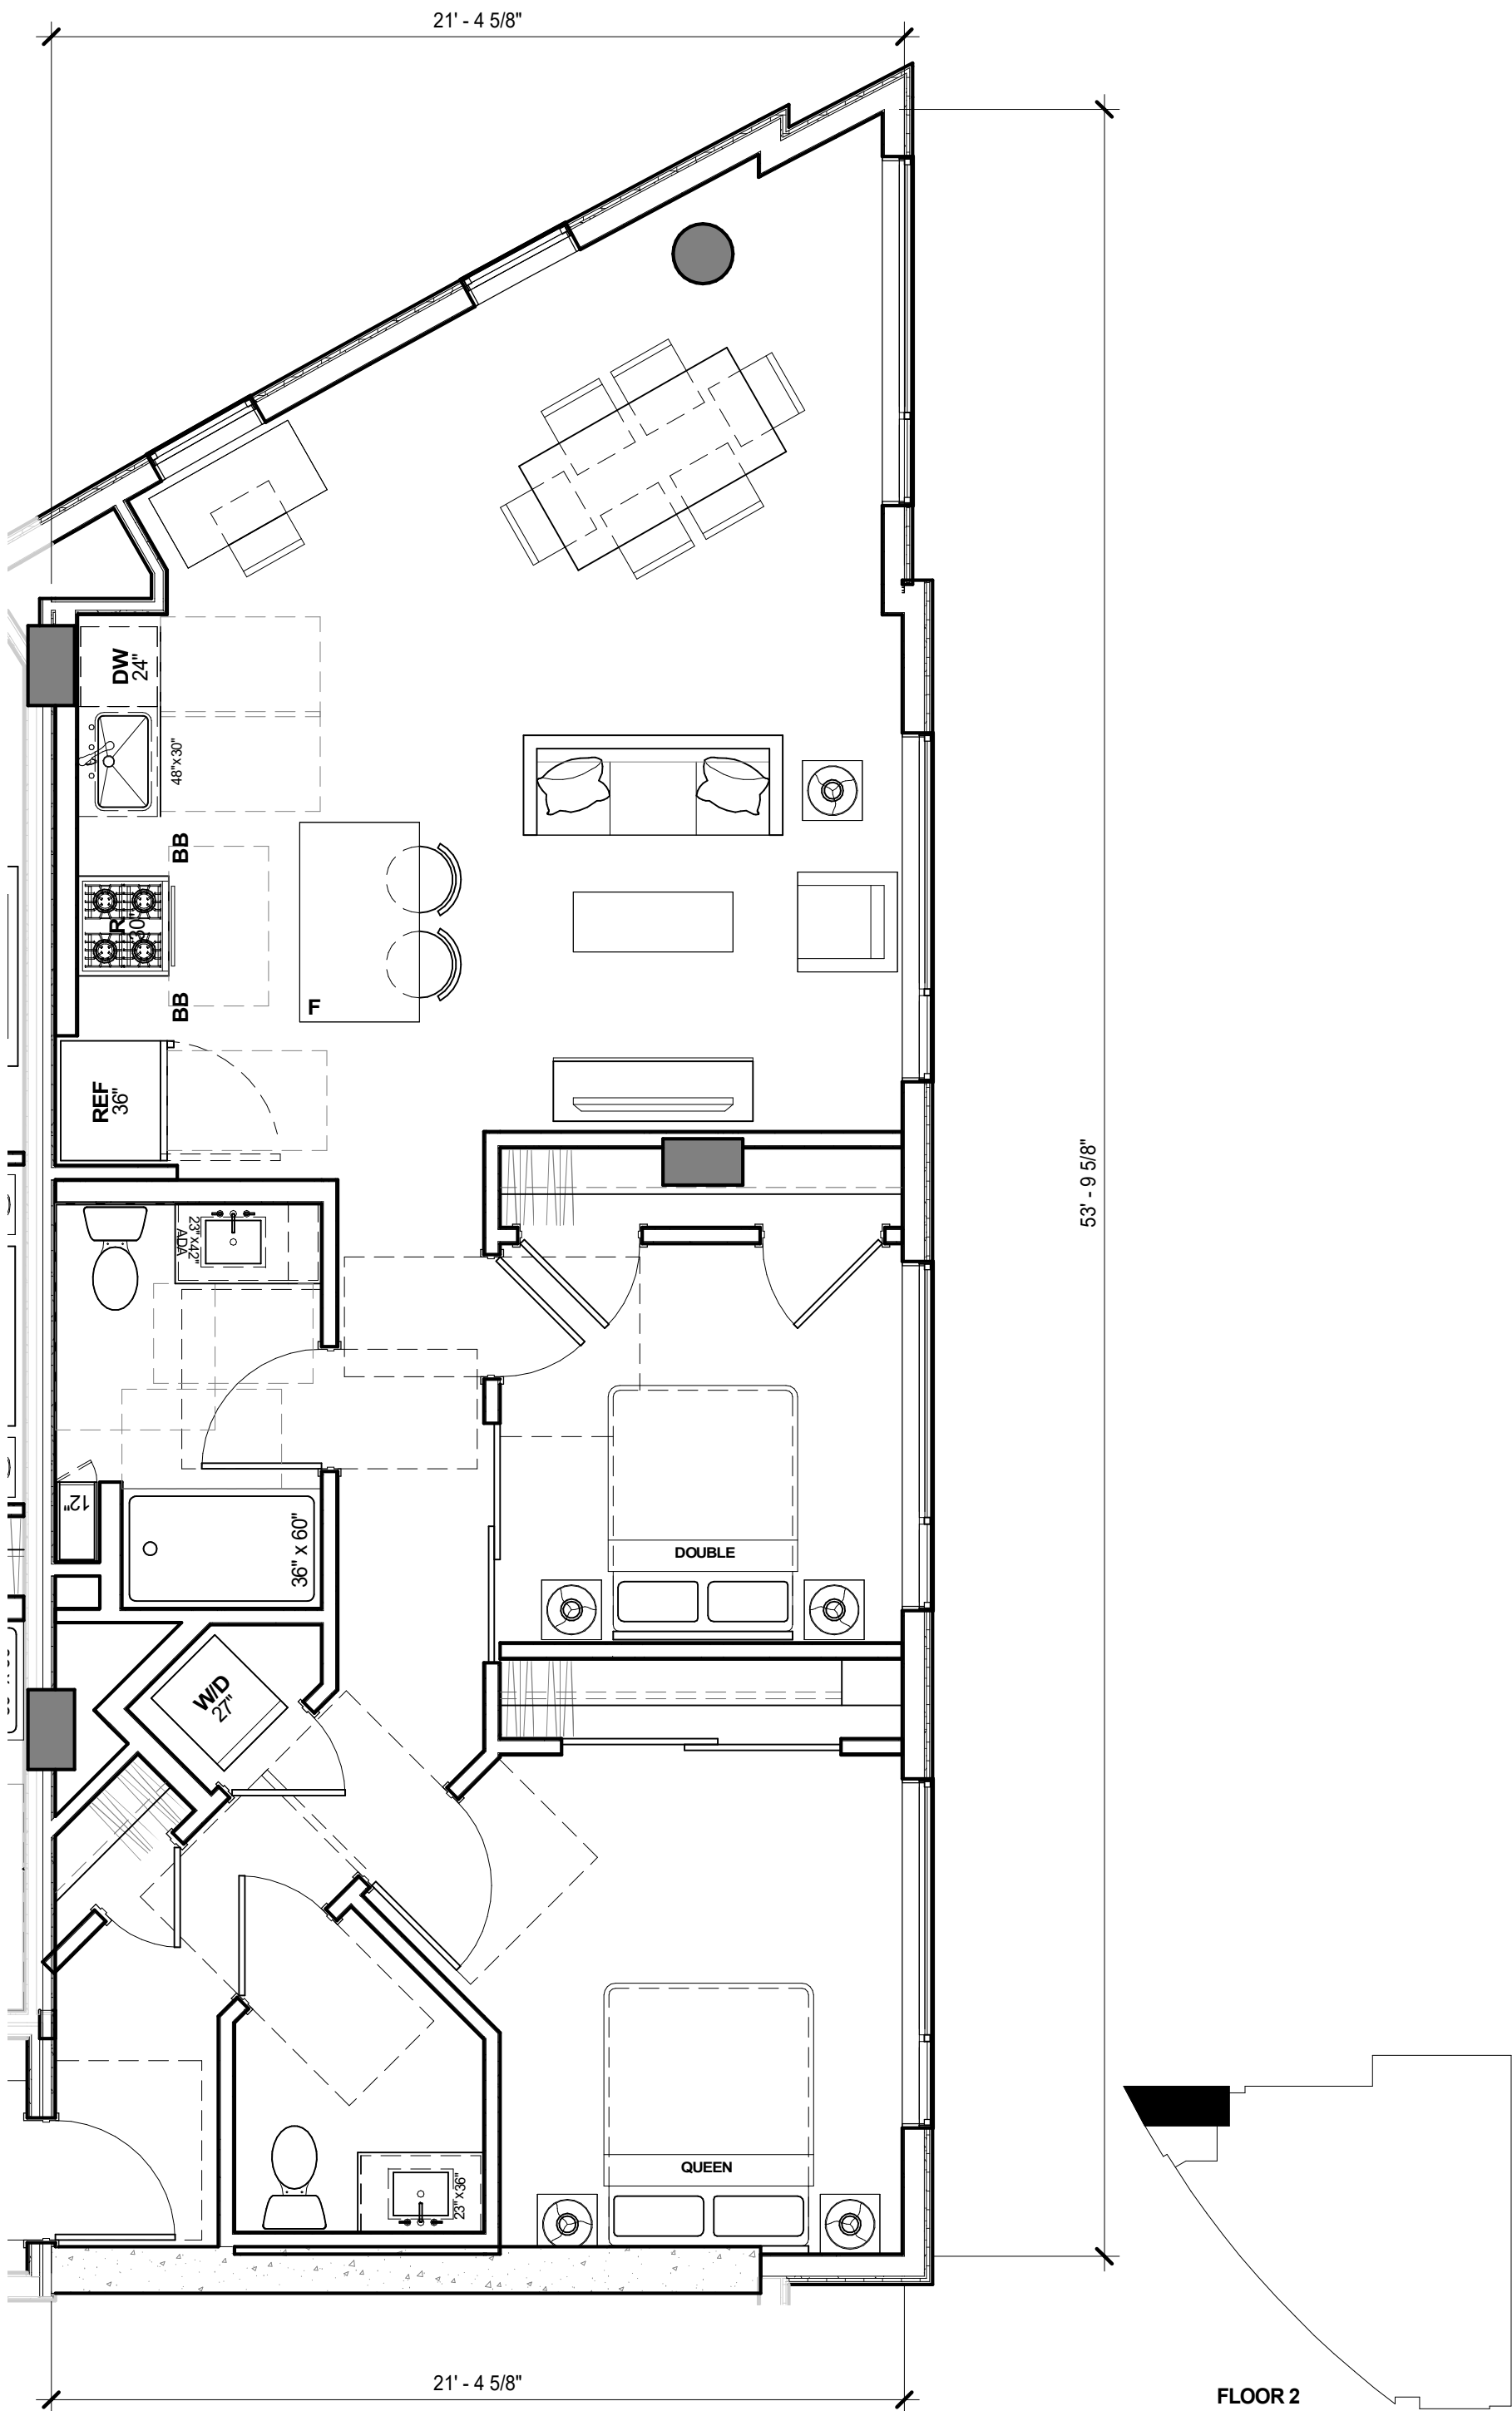 21' - 4 5/8"
DW
24"
48"x30"
BB
R
30"
BB
F
REF
36"
53' - 9 5/8"
23"x42"
ADA
12"
36" x 60"
DOUBLE
W/D
27"
QUEEN
23"x36"
21' - 4 5/8"
FLOOR 2